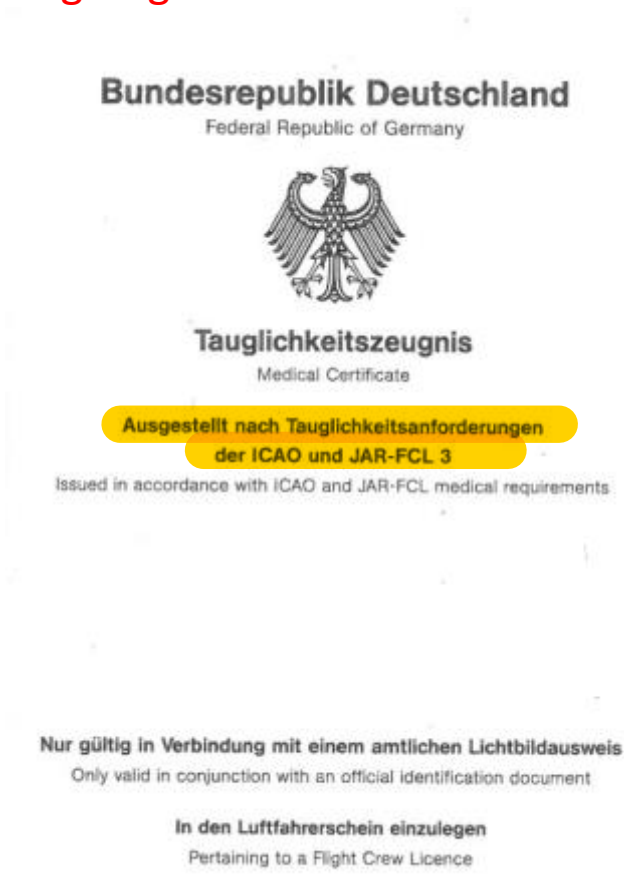 Bundesrepublik Deutschland
Federal Republic of Germany
Tauglichkeitszeugnis
Medical Certificate
Ausgestellt nach Tauglichkeitsanforderungen
der ICAO und JAR-FCL 3
Issued in accordance with ICAO and JAR-FCL medical requirements
Nur gültig in Verbindung mit einem amtlichen Lichtbildausweis
Only valid in conjunction with an official identification document
In den Luftfahrerschein einzulegen
Pertaining to a Flight Crew Licence